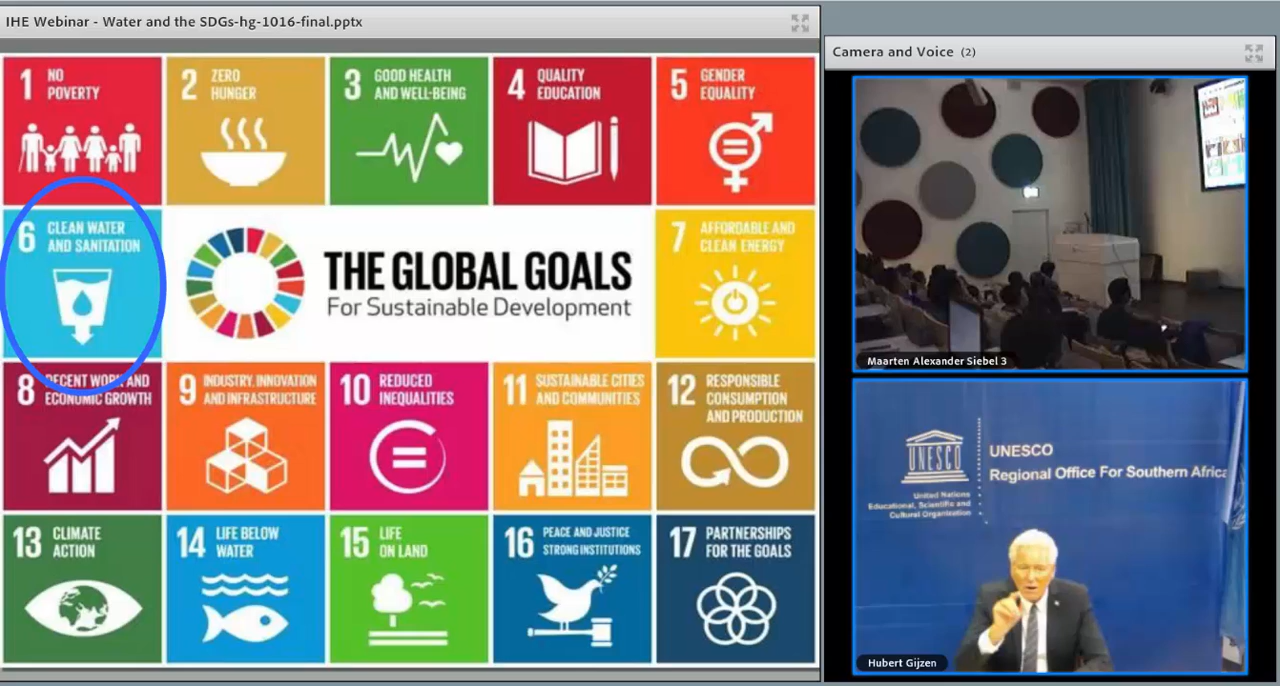 IHE Webinar - Water and the SDGs-hg-1016-final.pptx
1 NO
POVERTY
2 ZERO
HUNGER
3 GOOD HEALTH
AND WELL-BEING
4 QUALITY
EDUCATION
5 GENDER
EQUALITY
6 CLEAN WATER
AND SANITATION
THE GLOBAL GOALS
For Sustainable Development
7 AFFORDABLE AND
CLEAN ENERGY
8 DECENT WORK AND
ECONOMIC GROWTH
9 INDUSTRY, INNOVATION
AND INFRASTRUCTURE
10 REDUCED
INEQUALITIES
11 SUSTAINABLE CITIES
AND COMMUNITIES
12 RESPONSIBLE
CONSUMPTION
AND PRODUCTION
13 CLIMATE
ACTION
14 LIFE BELOW
WATER
15 LIFE
ON LAND
16 PEACE AND JUSTICE
STRONG INSTITUTIONS
17 PARTNERSHIPS
FOR THE GOALS
Camera and Voice (2)
Maarten Alexander Siebel 3
UNESCO
United Nations
Educational, Scientific and
Cultural Organization
UNESCO
Regional Office For Southern Africa
Hubert Gijzen